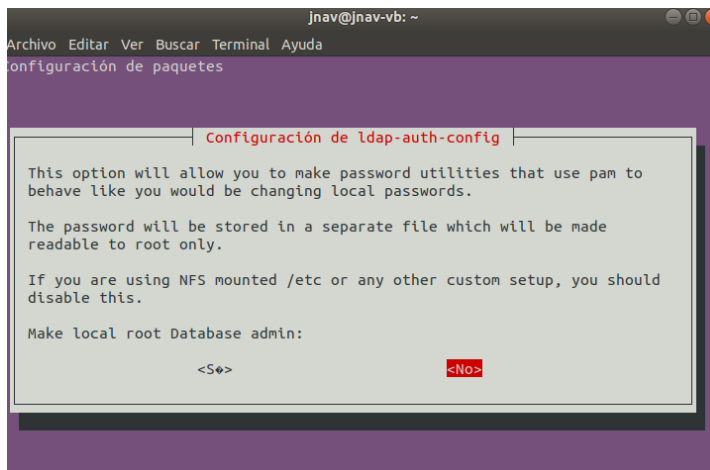 jnav@jnav-vb: ~
Archivo Editar Ver Buscar Terminal Ayuda
Configuración de paquetes
Configuración de ldap-auth-config
This option will allow you to make password utilities that use pam to
behave like you would be changing local passwords.
The password will be stored in a separate file which will be made
readable to root only.
If you are using NFS mounted /etc or any other custom setup, you should
disable this.
Make local root Database admin:
<S�> <No>